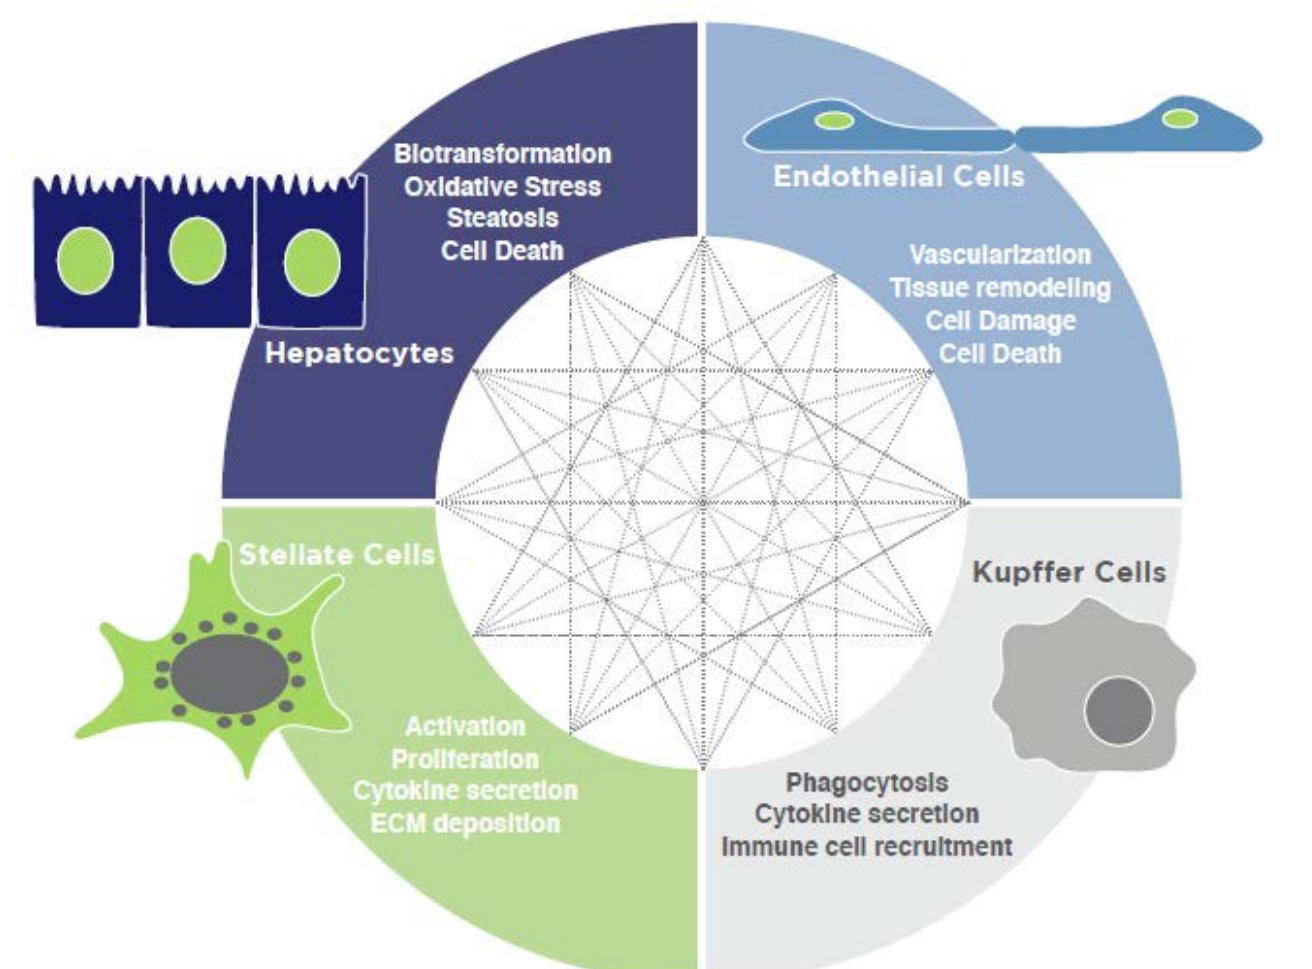 Biotransformation
Oxidative Stress
Steatosis
Cell Death
Hepatocytes
Endothelial Cells
Vascularization
Tissue remodeling
Cell Damage
Cell Death
Stellate Cells
Activation
Proliferation
Cytokine secretion
ECM deposition
Kupffer Cells
Phagocytosis
Cytokine secretion
Immune cell recruitment